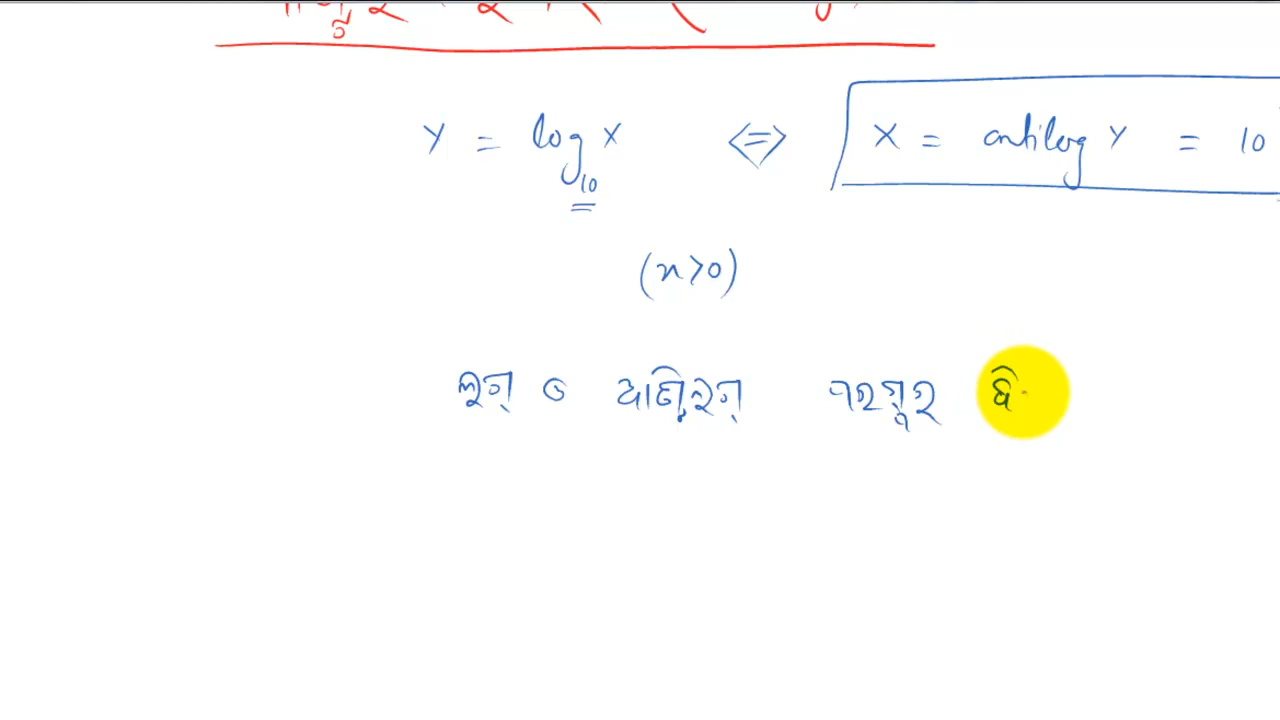 Y = log₁₀ X <=> X = antilog Y = 10
(x>0)
ଲଗ୍ ଓ ଆଣ୍ଟିଲଗ୍ ପରସ୍ପର